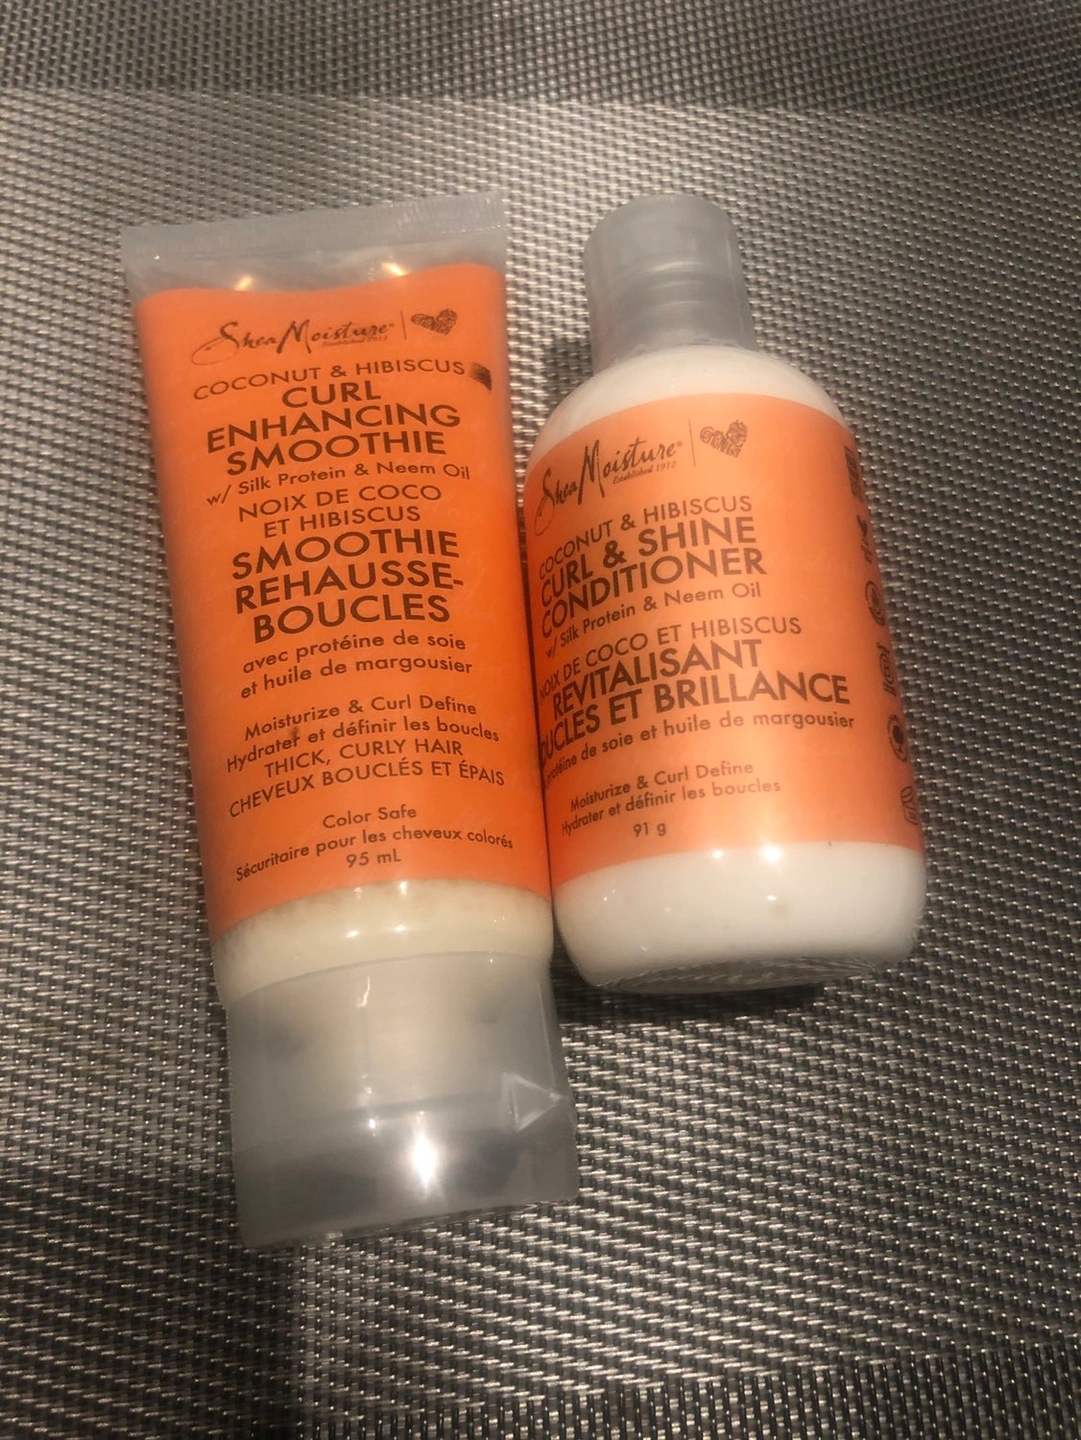 SheaMoisture®
Established 1912
COCONUT & HIBISCUS
CURL
ENHANCING
SMOOTHIE
w/ Silk Protein & Neem Oil
NOIX DE COCO
ET HIBISCUS
SMOOTHIE
REHAUSSE-
BOUCLES
avec protéine de soie
et huile de margousier
Moisturize & Curl Define
Hydrater et définir les boucles
THICK, CURLY HAIR
CHEVEUX BOUCLÉS ET ÉPAIS
Color Safe
Sécuritaire pour les cheveux colorés
95 mL
SheaMoisture®
Established 1912
COCONUT & HIBISCUS
CURL & SHINE
CONDITIONER
w/ Silk Protein & Neem Oil
NOIX DE COCO ET HIBISCUS
REVITALISANT
OUCLES ET BRILLANCE
protéine de soie et huile de margousier
Moisturize & Curl Define
Hydrater et définir les boucles
91 g